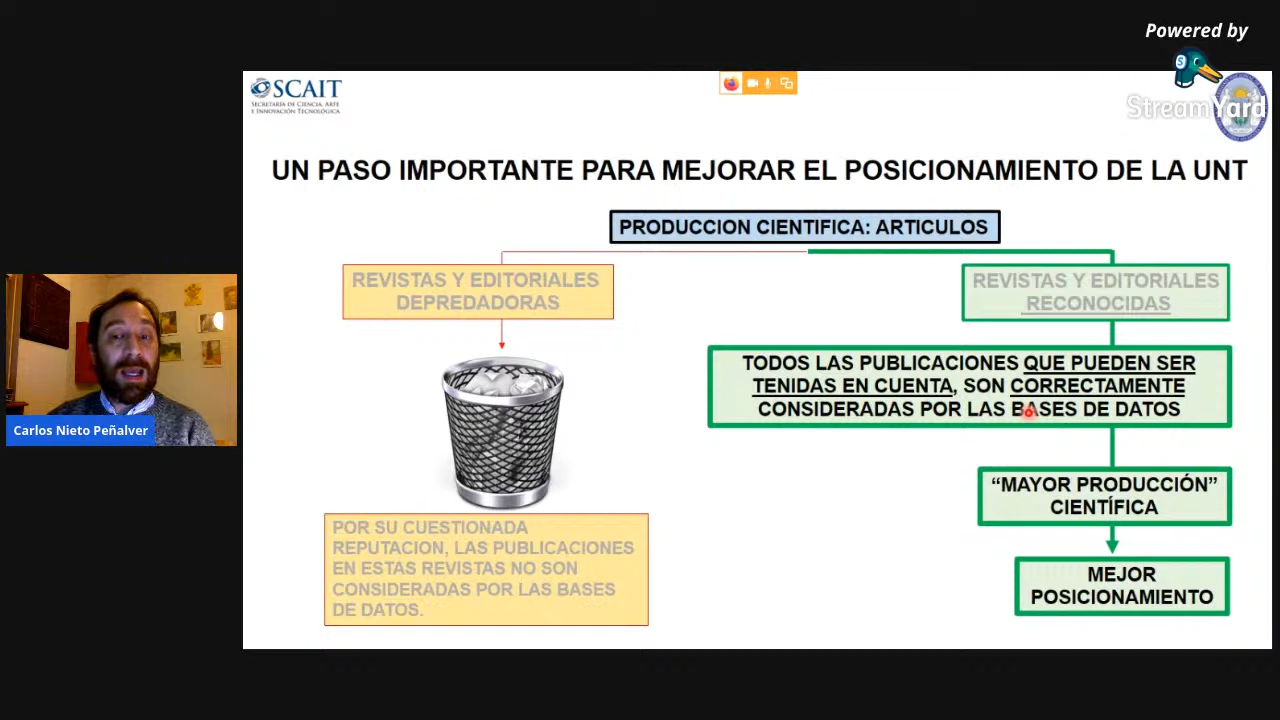 Powered by
StreamYard
SCAIT
SECRETARÍA DE CIENCIA, ARTE
E INNOVACIÓN TECNOLÓGICA
UN PASO IMPORTANTE PARA MEJORAR EL POSICIONAMIENTO DE LA UNT
PRODUCCION CIENTIFICA: ARTICULOS
REVISTAS Y EDITORIALES
DEPREDADORAS
REVISTAS Y EDITORIALES
RECONOCIDAS
TODOS LAS PUBLICACIONES QUE PUEDEN SER
TENIDAS EN CUENTA, SON CORRECTAMENTE
CONSIDERADAS POR LAS BASES DE DATOS
“MAYOR PRODUCCIÓN”
CIENTÍFICA
MEJOR
POSICIONAMIENTO
POR SU CUESTIONADA
REPUTACION, LAS PUBLICACIONES
EN ESTAS REVISTAS NO SON
CONSIDERADAS POR LAS BASES
DE DATOS.
Carlos Nieto Peñalver